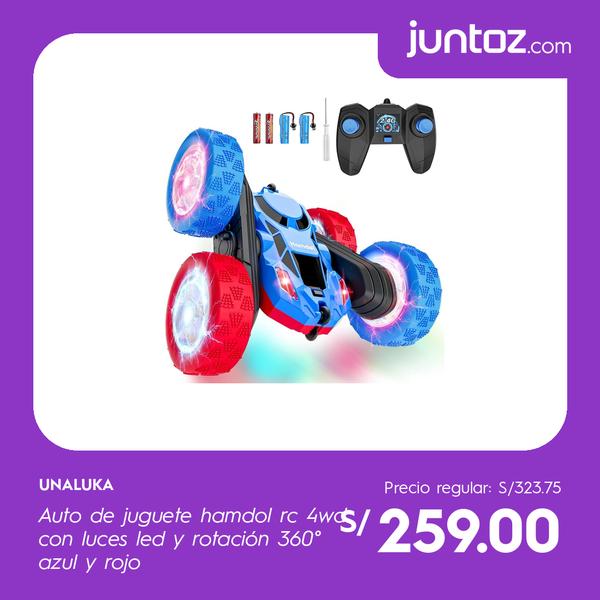 juntoz.com
Hamdol
UNALUKA
Precio regular: S/323.75
Auto de juguete hamdol rc 4wd
con luces led y rotación 360°
azul y rojo
S/ 259.00